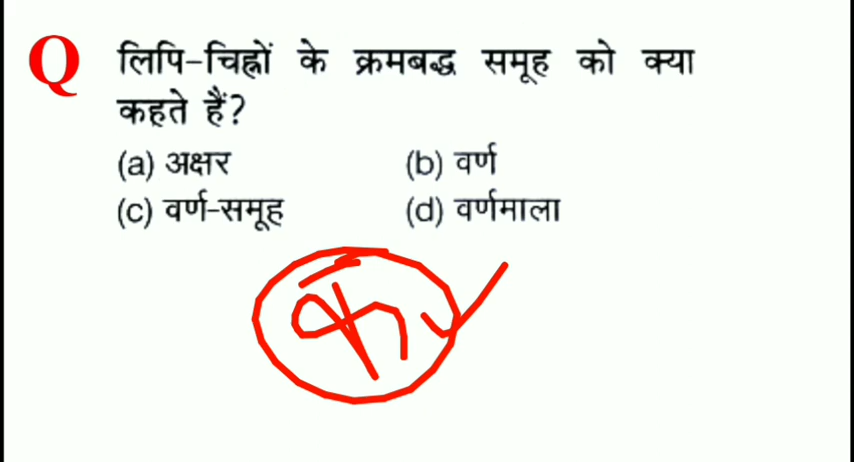 Q लिपि-चिह्नों के क्रमबद्ध समूह को क्या
कहते हैं?
(a) अक्षर (b) वर्ण
(c) वर्ण-समूह (d) वर्णमाला
क